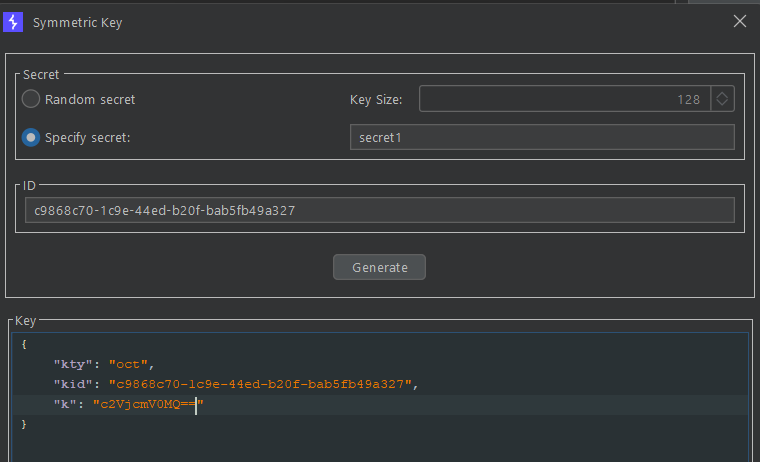 Symmetric Key
Secret
Random secret
Key Size:
128
Specify secret:
secret1
ID
c9868c70-1c9e-44ed-b20f-bab5fb49a327
Generate
Key
{
"kty": "oct",
"kid": "c9868c70-1c9e-44ed-b20f-bab5fb49a327",
"k": "c2VjcmV0MQ=="
}